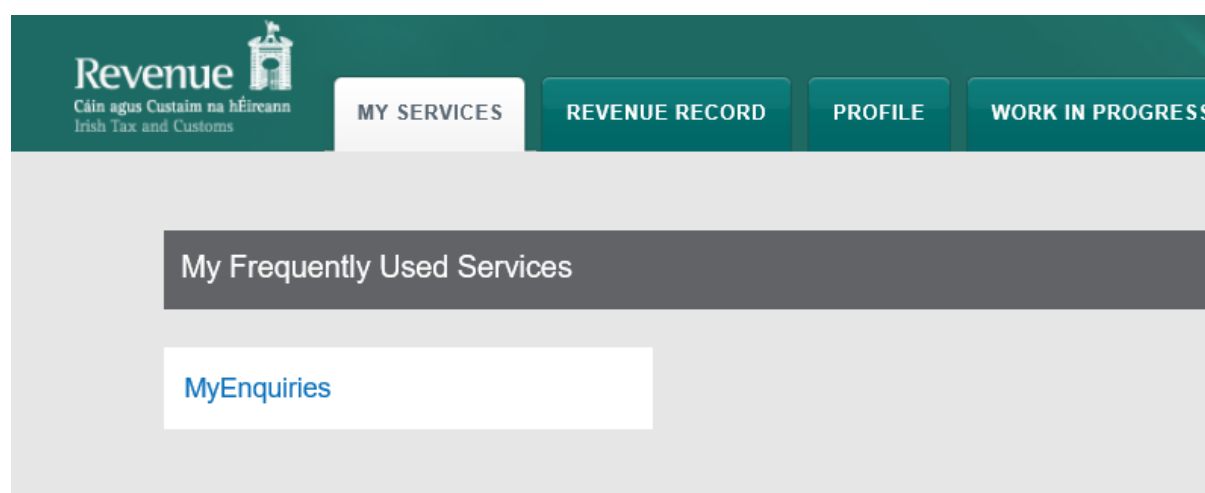 Revenue
Cáin agus Custaim na hÉireann
Irish Tax and Customs
MY SERVICES
REVENUE RECORD
PROFILE
WORK IN PROGRESS
My Frequently Used Services
MyEnquiries